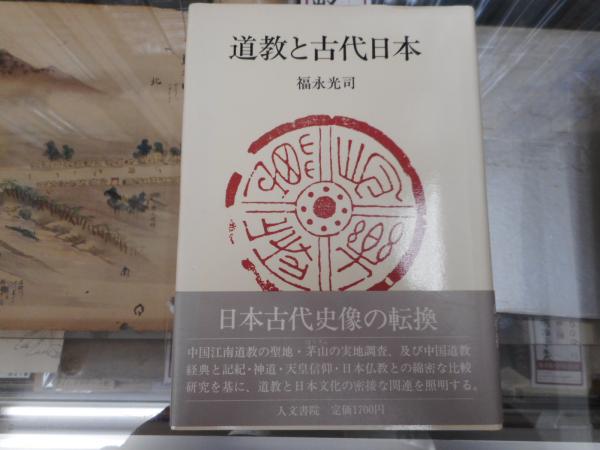 道教と古代日本
福永光司
日本古代史像の転換
中国江南道教の聖地・茅山の実地調査、及び中国道教
経典と記紀・神道・天皇信仰・日本仏教との綿密な比較
研究を基に、道教と日本文化の密接な関連を照明する。
人文書院 定価1700円
北